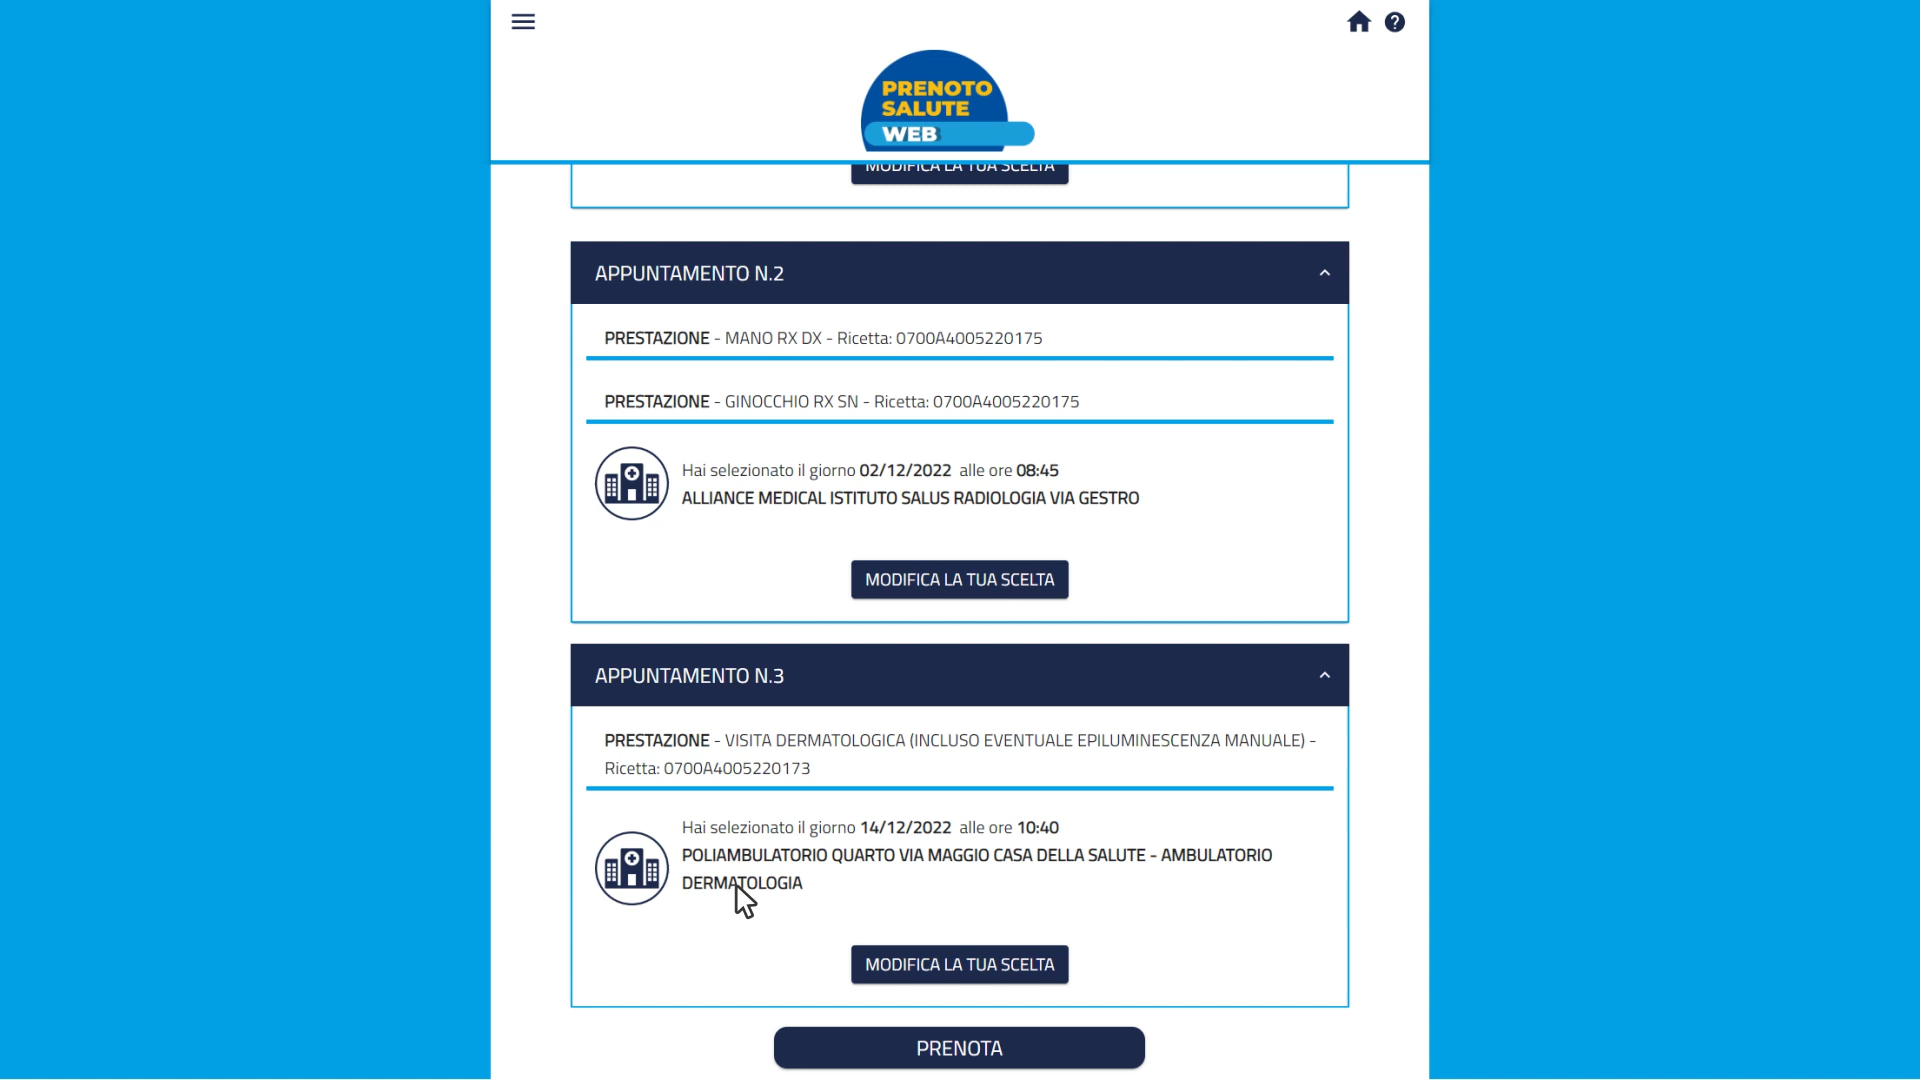 PRENOTO
SALUTE
WEB
MODIFICA LA TUA SCELTA
APPUNTAMENTO N.2
PRESTAZIONE - MANO RX DX - Ricetta: 0700A4005220175
PRESTAZIONE - GINOCCHIO RX SN - Ricetta: 0700A4005220175
Hai selezionato il giorno 02/12/2022 alle ore 08:45
ALLIANCE MEDICAL ISTITUTO SALUS RADIOLOGIA VIA GESTRO
MODIFICA LA TUA SCELTA
APPUNTAMENTO N.3
PRESTAZIONE - VISITA DERMATOLOGICA (INCLUSO EVENTUALE EPILUMINESCENZA MANUALE) -
Ricetta: 0700A4005220173
Hai selezionato il giorno 14/12/2022 alle ore 10:40
POLIAMBULATORIO QUARTO VIA MAGGIO CASA DELLA SALUTE - AMBULATORIO
DERMATOLOGIA
MODIFICA LA TUA SCELTA
PRENOTA